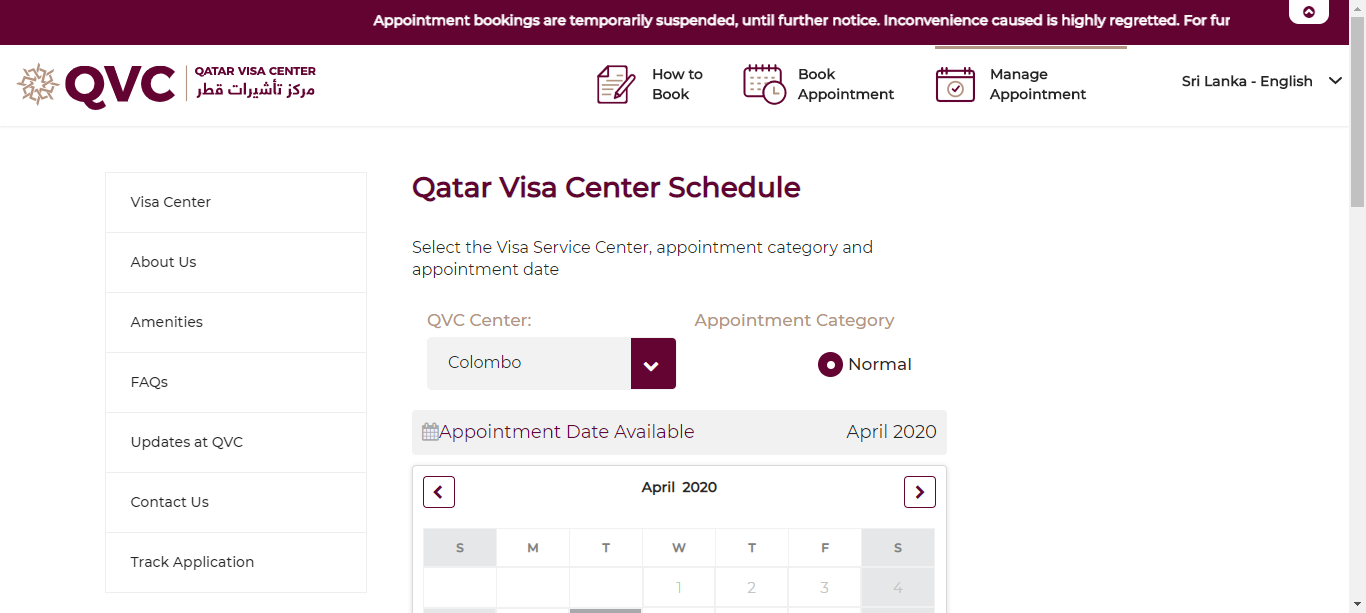 Appointment bookings are temporarily suspended, until further notice. Inconvenience caused is highly regretted. For fur
QVC
QATAR VISA CENTER
مركز تأشيرات قطر
How to
Book
Book
Appointment
Manage
Appointment
Sri Lanka - English
Visa Center
About Us
Amenities
FAQs
Updates at QVC
Contact Us
Track Application
Qatar Visa Center Schedule
Select the Visa Service Center, appointment category and
appointment date
QVC Center:
Appointment Category
Colombo
Normal
Appointment Date Available
April 2020
April 2020
S M T W T F S
1 2 3 4